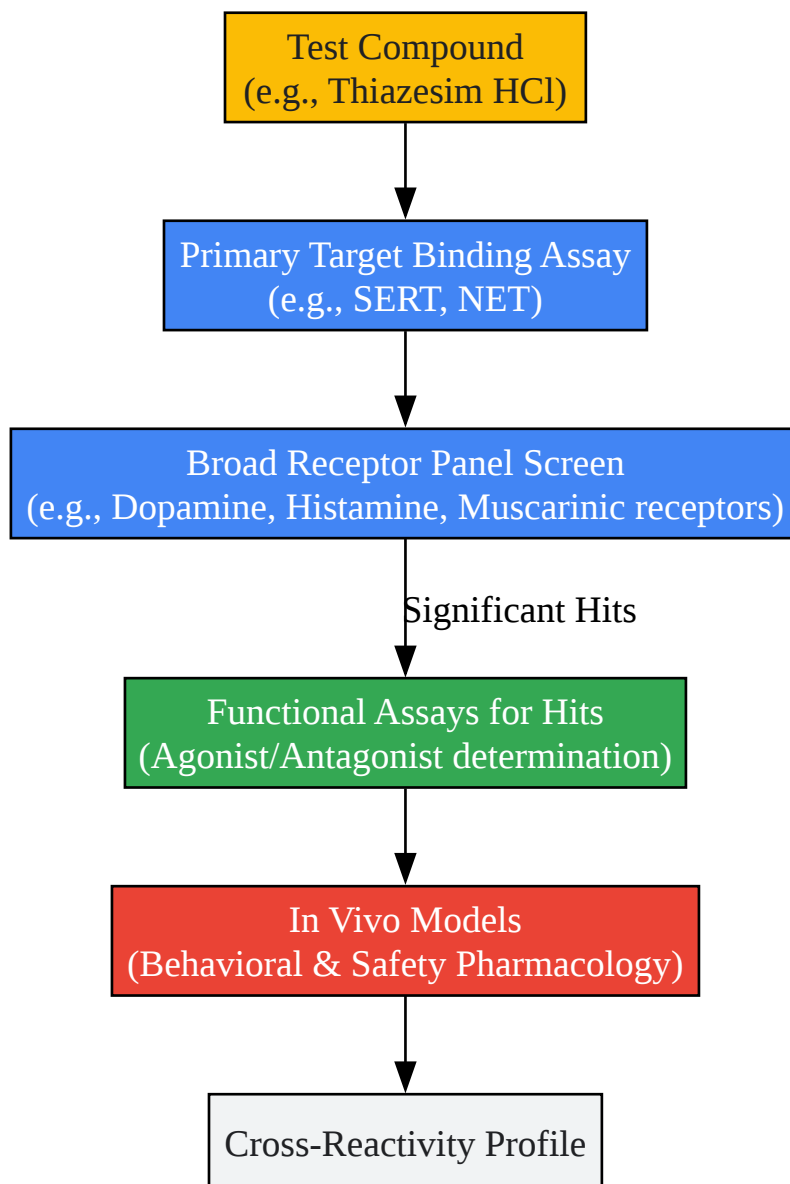 Test Compound
(e.g., Thiazesim HCl)
Primary Target Binding Assay
(e.g., SERT, NET)
Broad Receptor Panel Screen
(e.g., Dopamine, Histamine, Muscarinic receptors)
Significant Hits
Functional Assays for Hits
(Agonist/Antagonist determination)
In Vivo Models
(Behavioral & Safety Pharmacology)
Cross-Reactivity Profile